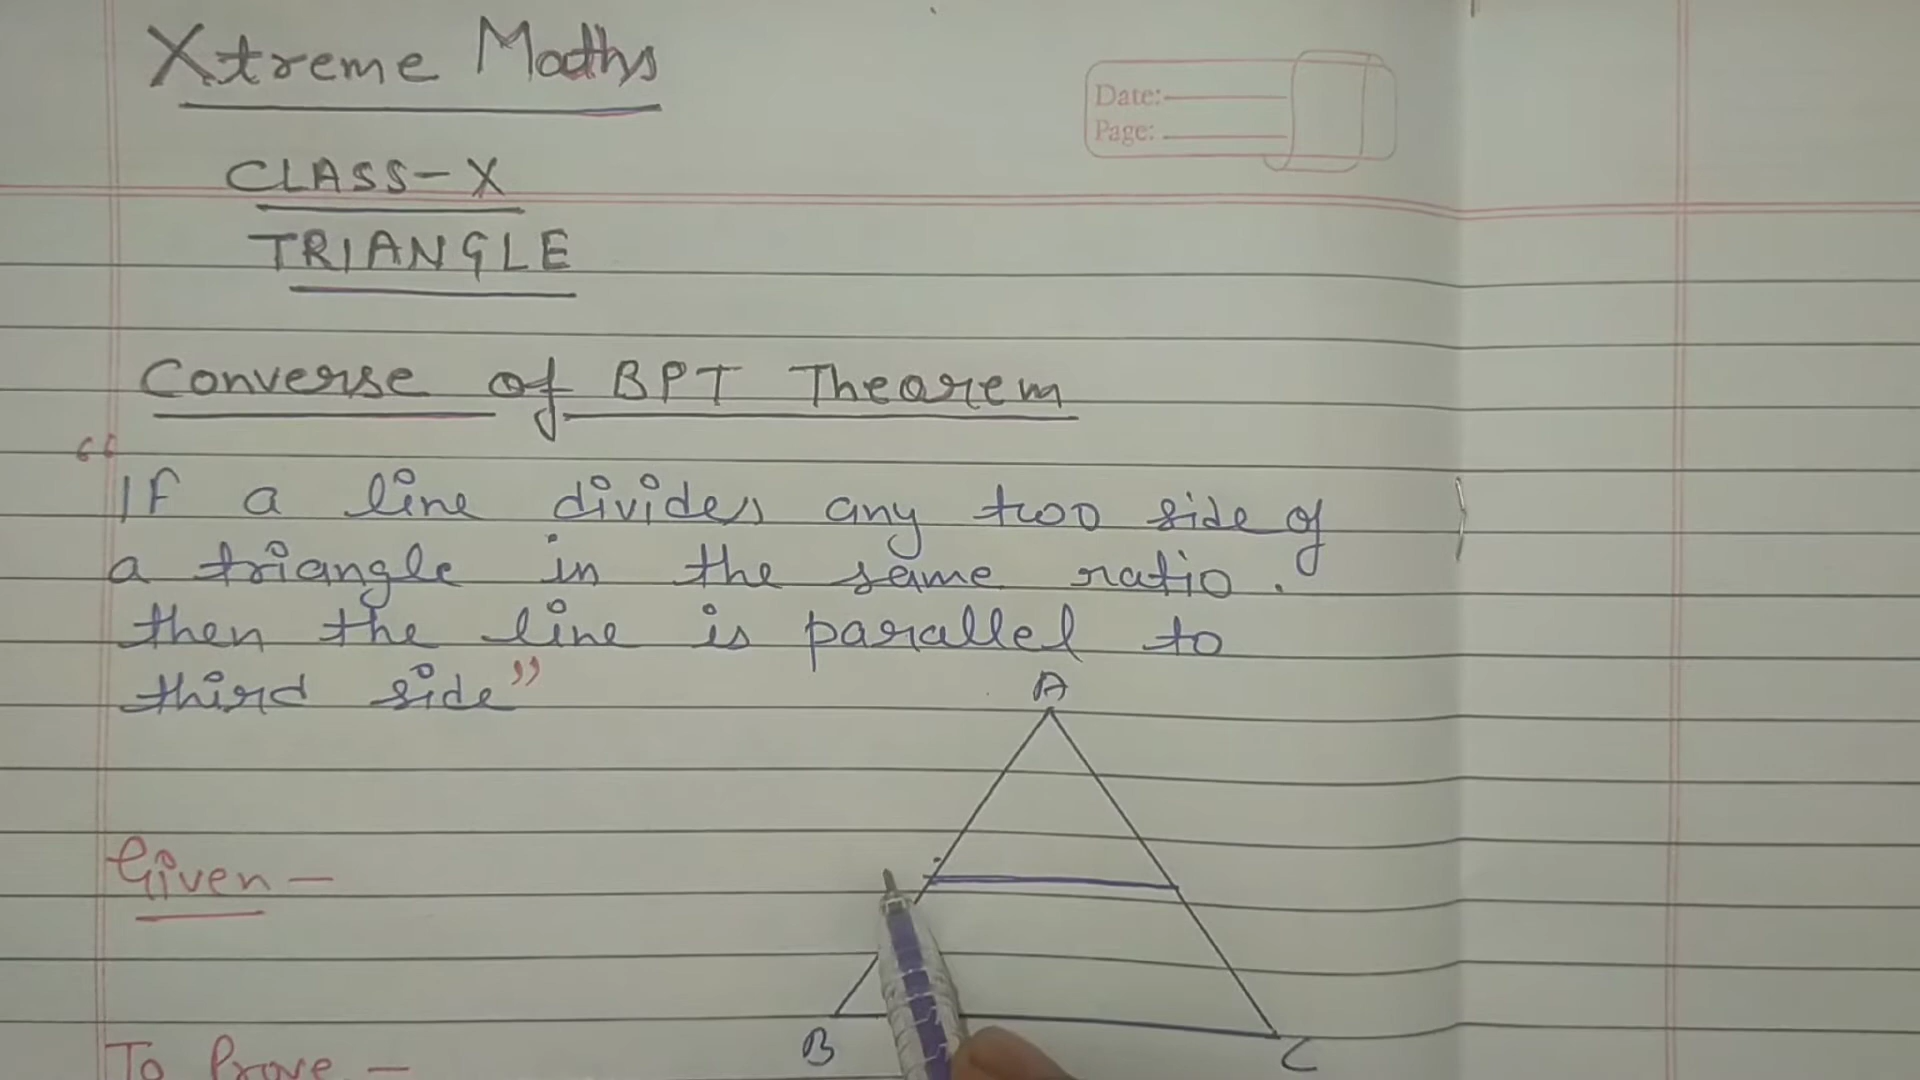 Xtreme Maths
Date:
Page:
CLASS-X
TRIANGLE
Converse of BPT Theorem
"If a line divides any two side of
a triangle in the same ratio.
then the line is parallel to
third side"
A
Given -
B
C
To Prove -